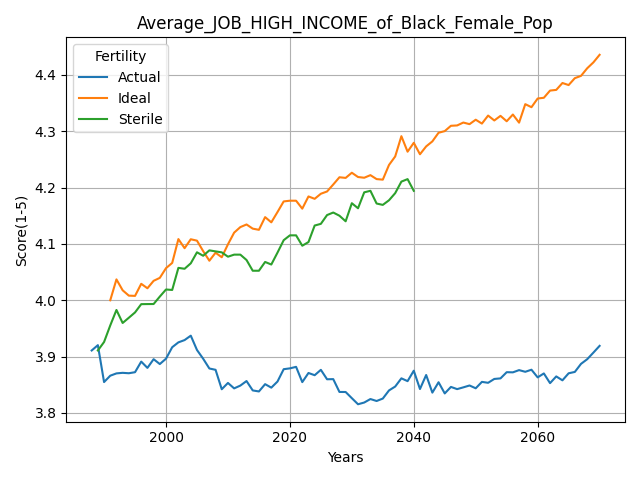 Average_JOB_HIGH_INCOME_of_Black_Female_Pop
Fertility
Actual
Ideal
Sterile
Score(1-5)
4.4
4.3
4.2
4.1
4.0
3.9
3.8
2000 2020 2040 2060
Years